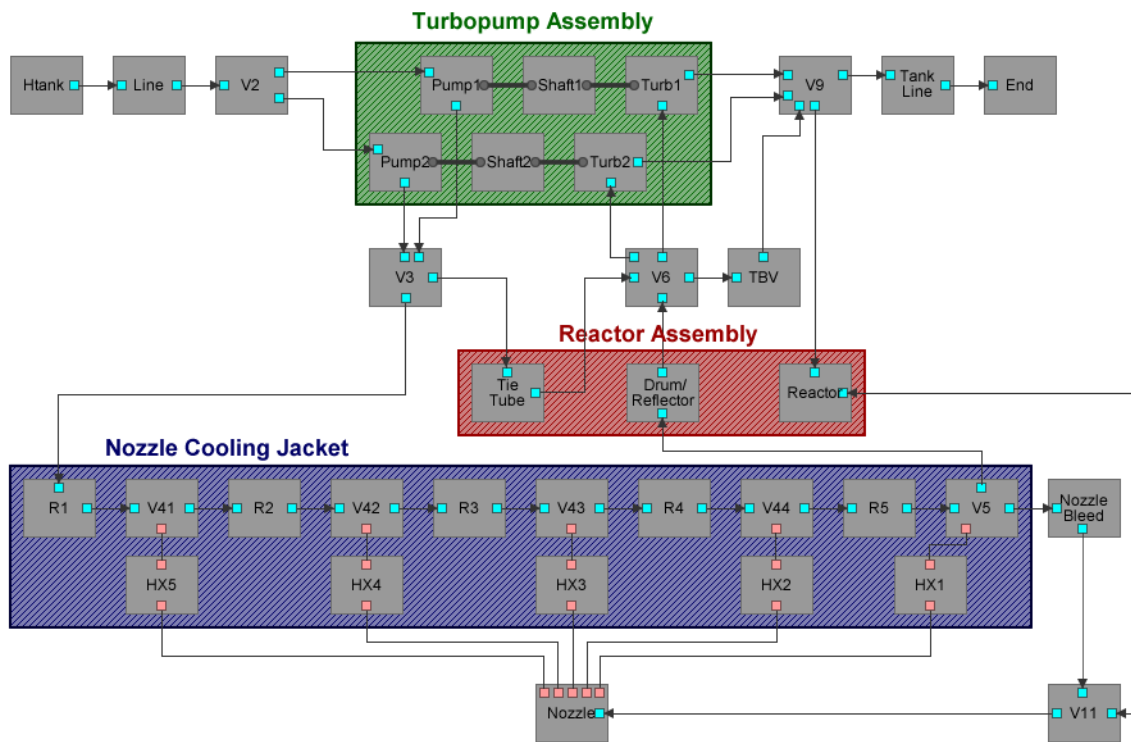 Turbopump Assembly
Htank
Line
V2
Pump1
Shaft1
Turb1
V9
Tank
Line
End
Pump2
Shaft2
Turb2
V3
V6
TBV
Reactor Assembly
Tie
Tube
Drum/
Reflector
Reactor
Nozzle Cooling Jacket
R1
V41
R2
V42
R3
V43
R4
V44
R5
V5
Nozzle
Bleed
HX5
HX4
HX3
HX2
HX1
Nozzle
V11